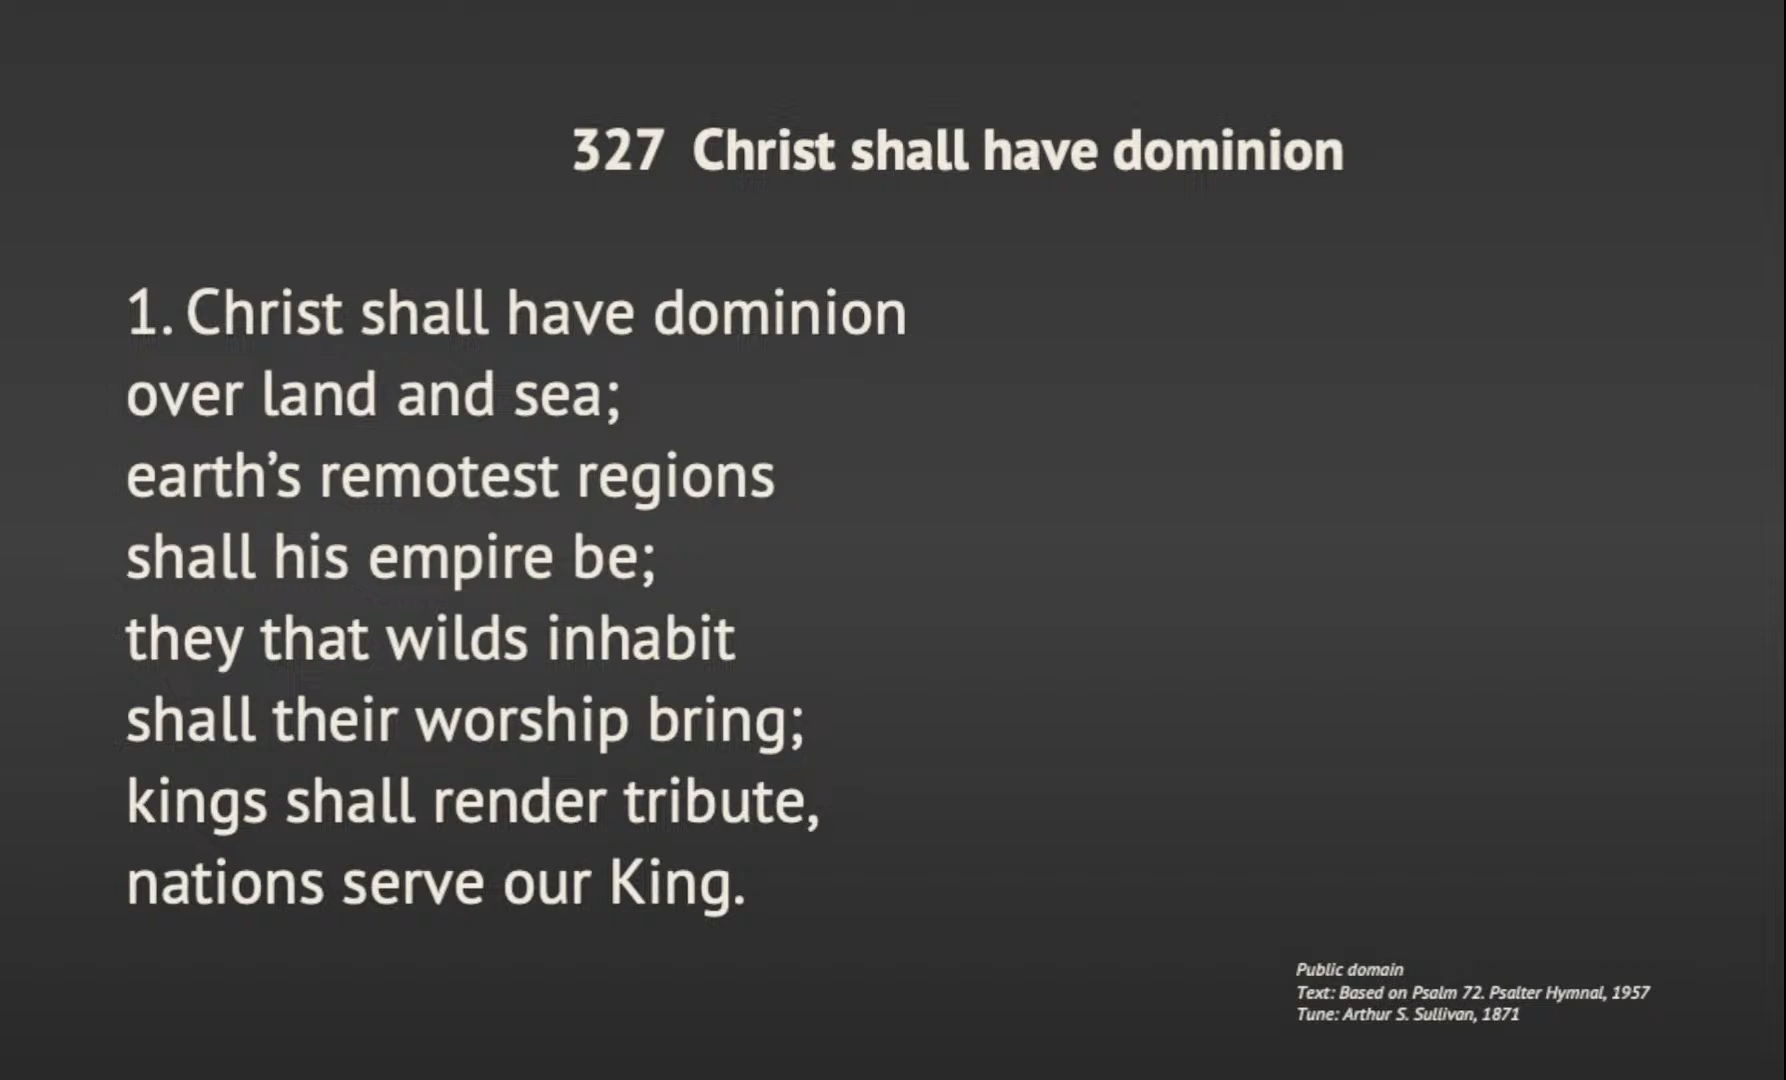 327 Christ shall have dominion
1. Christ shall have dominion
over land and sea;
earth’s remotest regions
shall his empire be;
they that wilds inhabit
shall their worship bring;
kings shall render tribute,
nations serve our King.
Public domain
Text: Based on Psalm 72. Psalter Hymnal, 1957
Tune: Arthur S. Sullivan, 1871